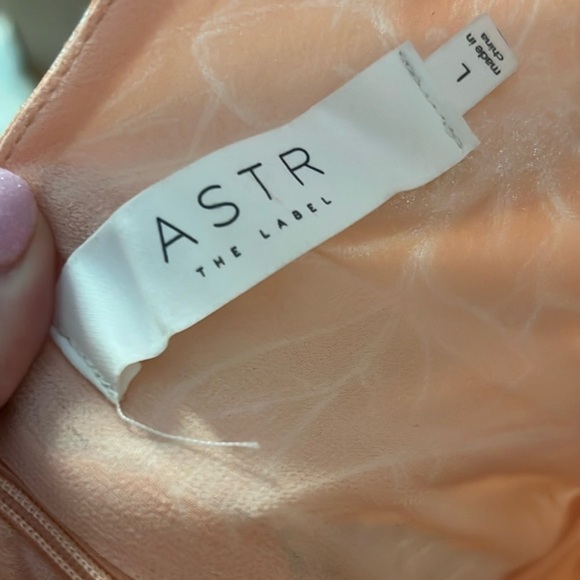 ASTR
THE LABEL
L
made in
china